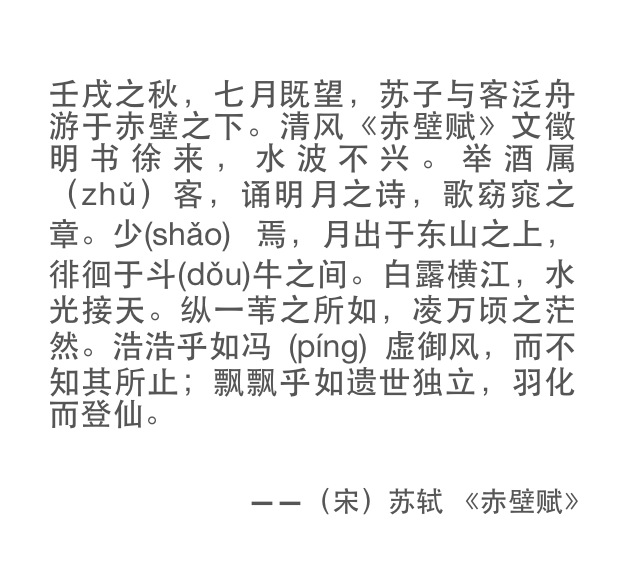 壬戌之秋，七月既望，苏子与客泛舟
游于赤壁之下。清风《赤壁赋》文徵
明书徐来，水波不兴。举酒属
（zhǔ）客，诵明月之诗，歌窈窕之
章。少(shǎo) 焉，月出于东山之上，
徘徊于斗(dǒu)牛之间。白露横江，水
光接天。纵一苇之所如，凌万顷之茫
然。浩浩乎如冯 (píng) 虚御风，而不
知其所止；飘飘乎如遗世独立，羽化
而登仙。
——（宋）苏轼 《赤壁赋》